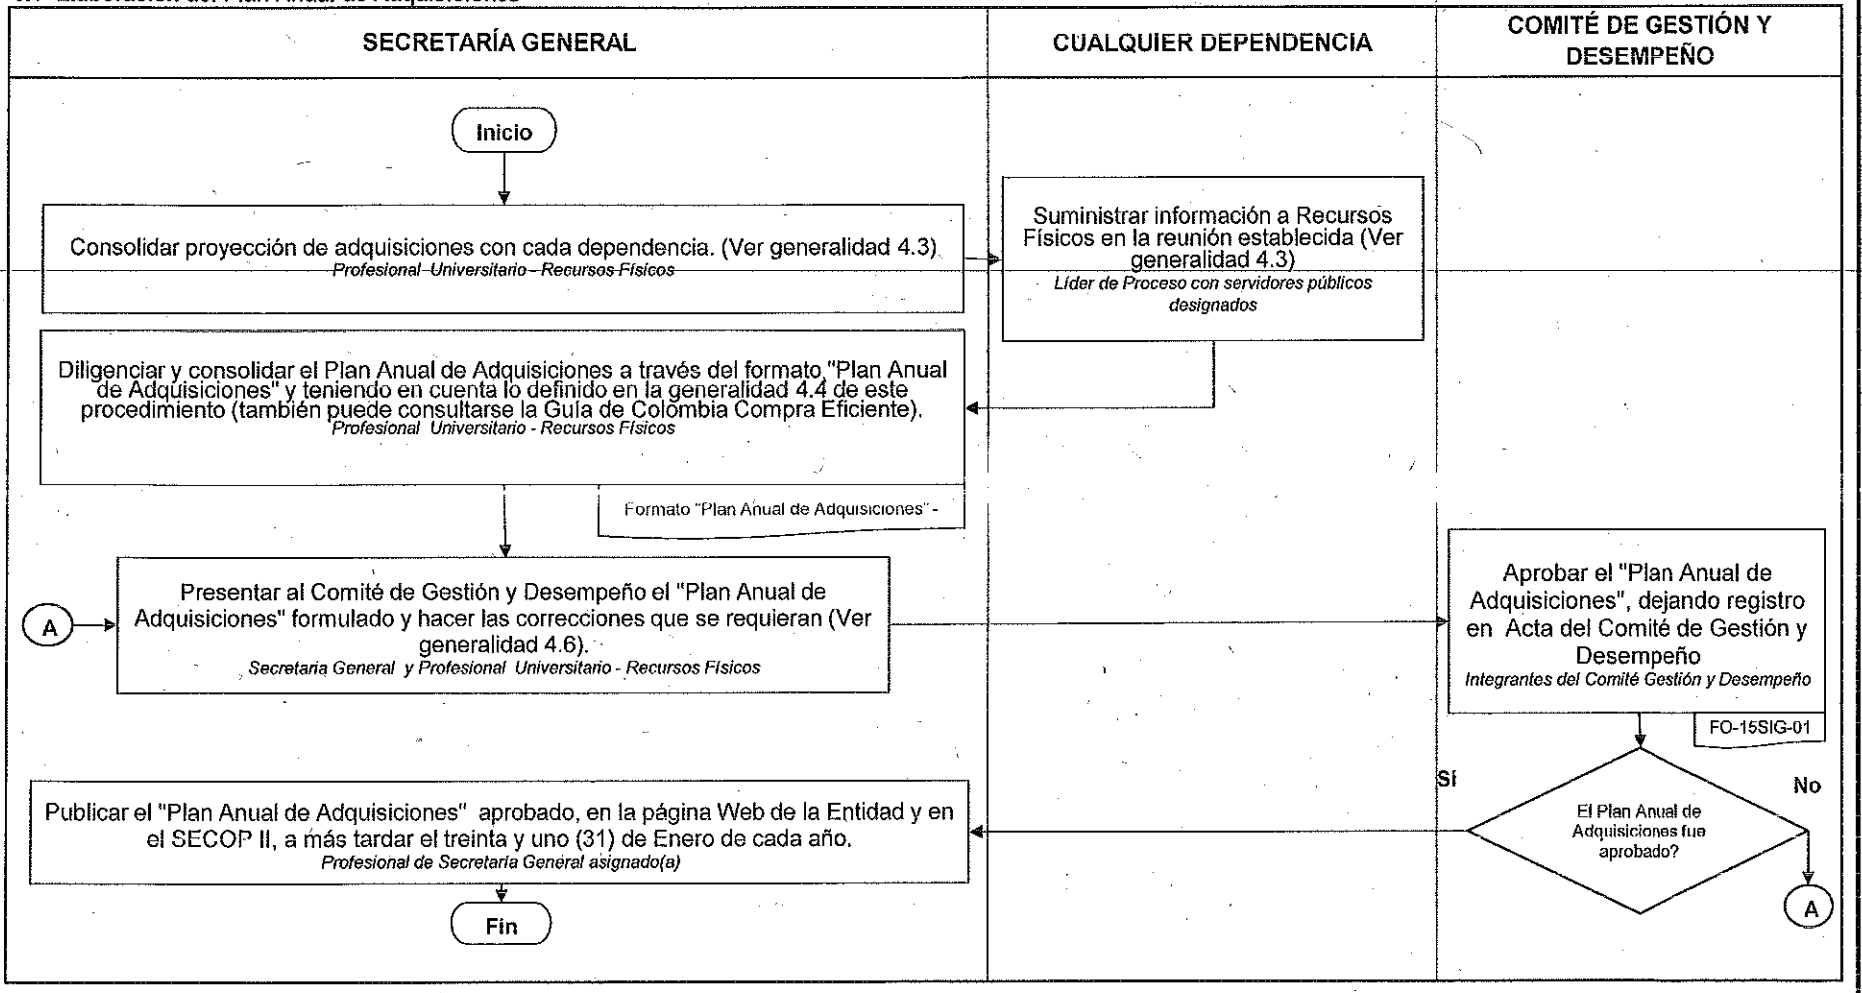 Elaboración del Plan Anual de Adquisiciones
SECRETARÍA GENERAL
CUALQUIER DEPENDENCIA
COMITÉ DE GESTIÓN Y
DESEMPEÑO
Inicio
Consolidar proyección de adquisiciones con cada dependencia. (Ver generalidad 4.3)
Profesional Universitario - Recursos Físicos
Suministrar información a Recursos
Físicos en la reunión establecida (Ver
generalidad 4.3)
Líder de Proceso con servidores públicos
designados
Diligenciar y consolidar el Plan Anual de Adquisiciones a través del formato "Plan Anual
de Adquisiciones" y teniendo en cuenta lo definido en la generalidad 4.4 de este
procedimiento (también puede consultarse la Guía de Colombia Compra Eficiente).
Profesional Universitario - Recursos Físicos
Formato "Plan Anual de Adquisiciones" -
A
Presentar al Comité de Gestión y Desempeño el "Plan Anual de
Adquisiciones" formulado y hacer las correcciones que se requieran (Ver
generalidad 4.6).
Secretaria General y Profesional Universitario - Recursos Físicos
Aprobar el "Plan Anual de
Adquisiciones", dejando registro
en Acta del Comité de Gestión y
Desempeño
Integrantes del Comité Gestión y Desempeño
FO-15SIG-01
Sí
No
El Plan Anual de
Adquisiciones fue
aprobado?
A
Publicar el "Plan Anual de Adquisiciones" aprobado, en la página Web de la Entidad y en
el SECOP II, a más tardar el treinta y uno (31) de Enero de cada año.
Profesional de Secretaría General asignado(a)
Fin